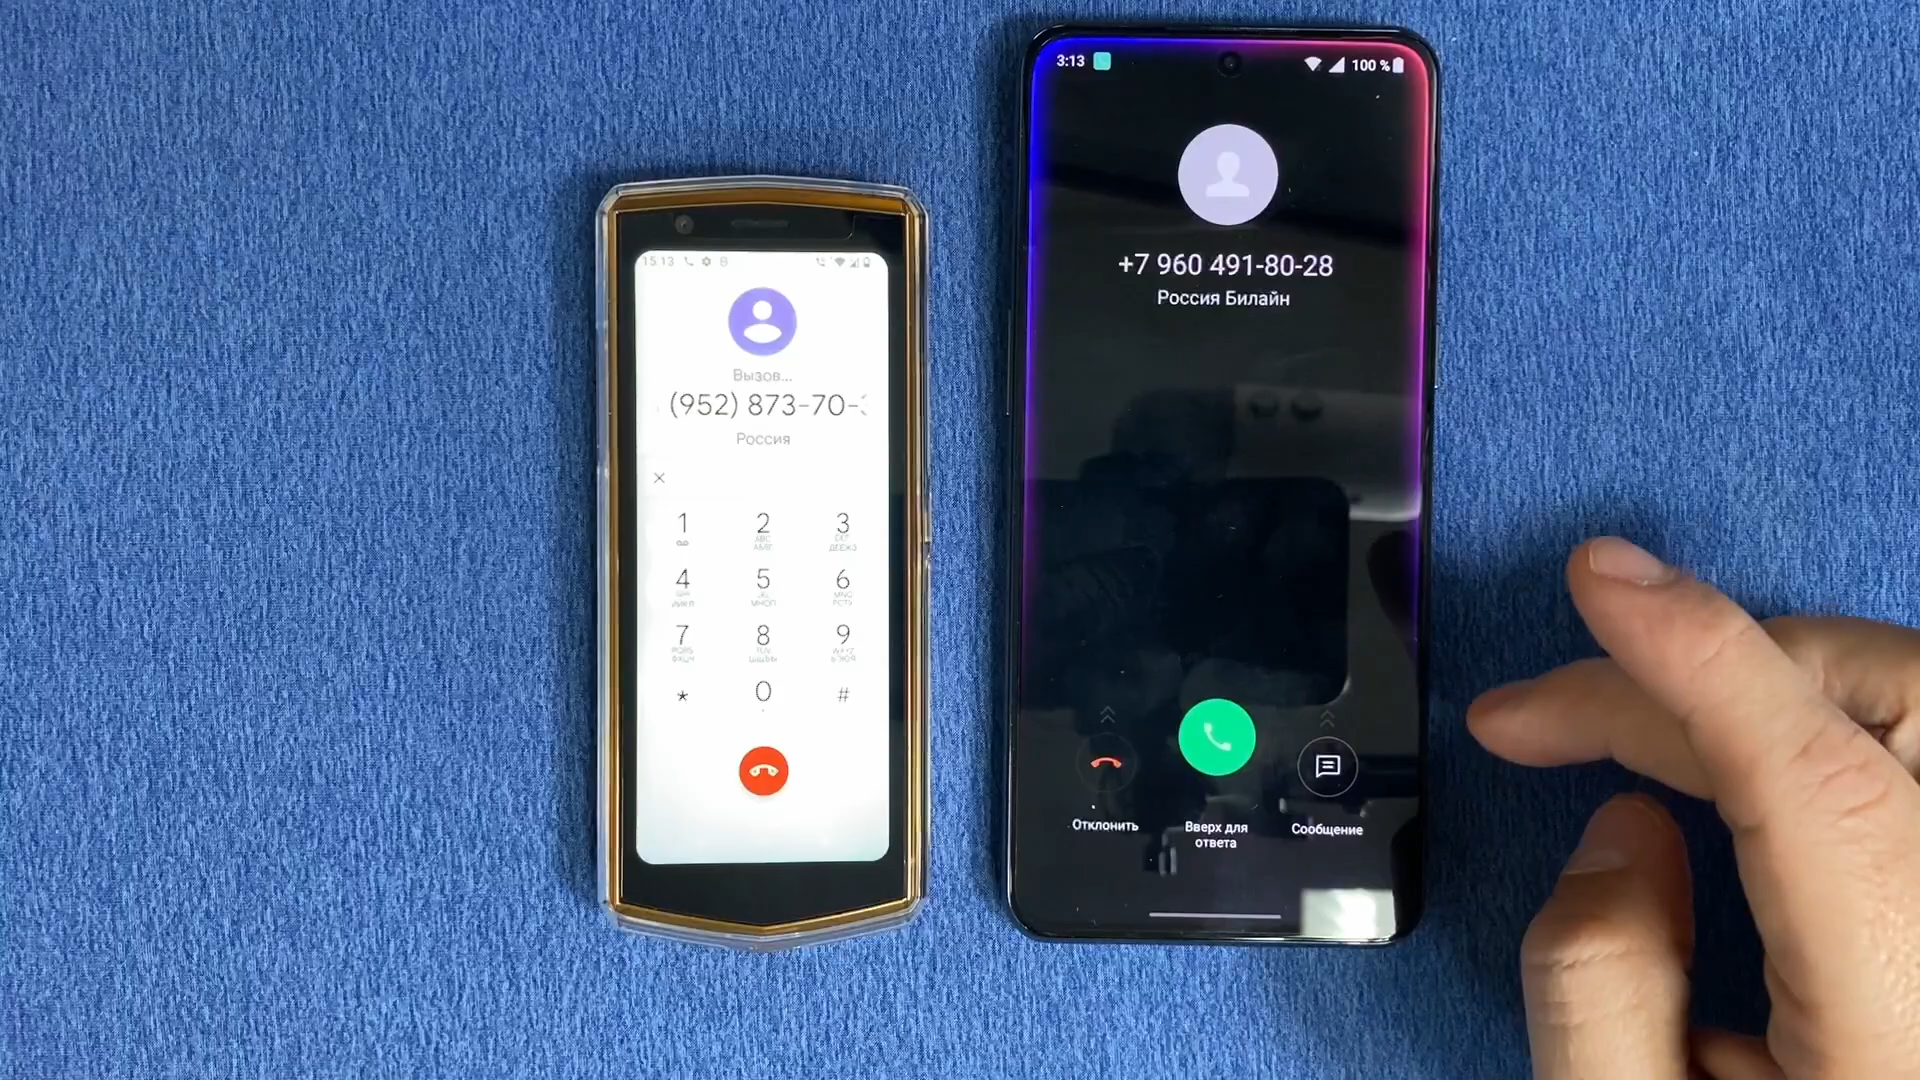 15:13
Вызов...
(952) 873-70-
Россия
1
2
3
4
5
6
7
8
9
*
0
#
3:13
100 %
+7 960 491-80-28
Россия Билайн
Отклонить
Вверх для
ответа
Сообщение